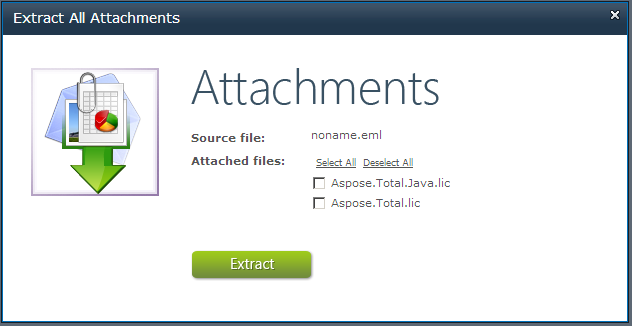 Extract All Attachments
Attachments
Source file: noname.eml
Attached files: Select All Deselect All
Aspose.Total.Java.lic
Aspose.Total.lic
Extract